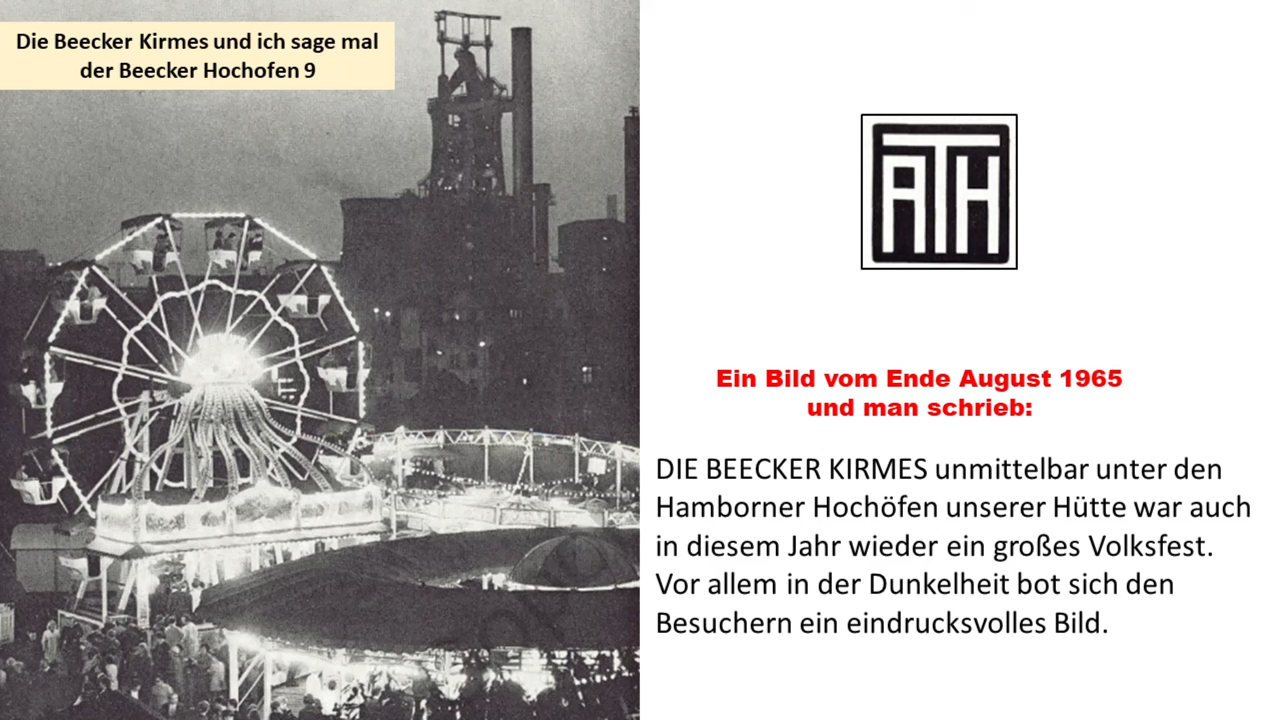 Die Beecker Kirmes und ich sage mal
der Beecker Hochofen 9
ATH
Ein Bild vom Ende August 1965
und man schrieb:
DIE BEECKER KIRMES unmittelbar unter den
Hamborner Hochöfen unserer Hütte war auch
in diesem Jahr wieder ein großes Volksfest.
Vor allem in der Dunkelheit bot sich den
Besuchern ein eindrucksvolles Bild.